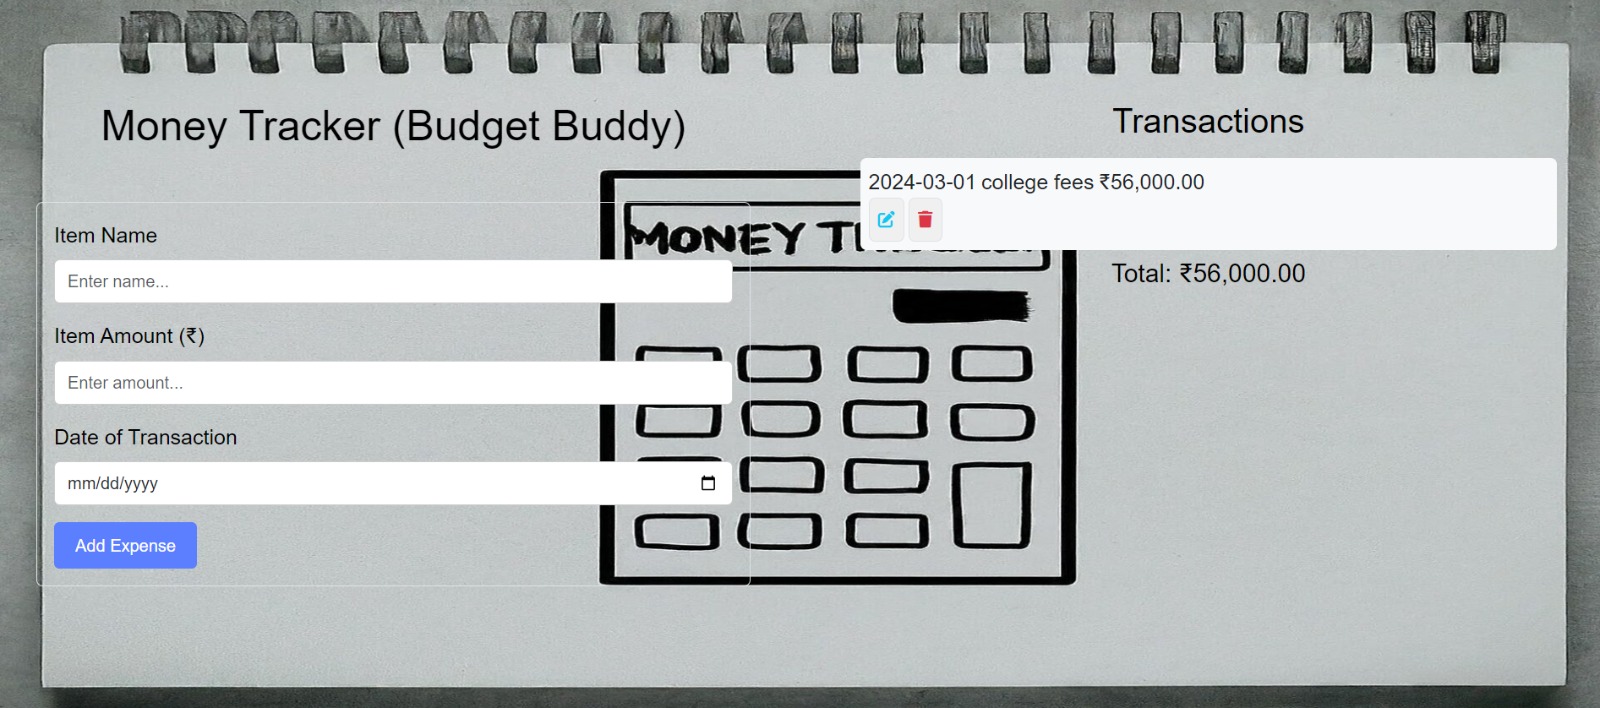 Money Tracker (Budget Buddy)
Item Name
Enter name...
Item Amount (₹)
Enter amount...
Date of Transaction
mm/dd/yyyy
Add Expense
MONEY
Transactions
2024-03-01 college fees ₹56,000.00
Total: ₹56,000.00